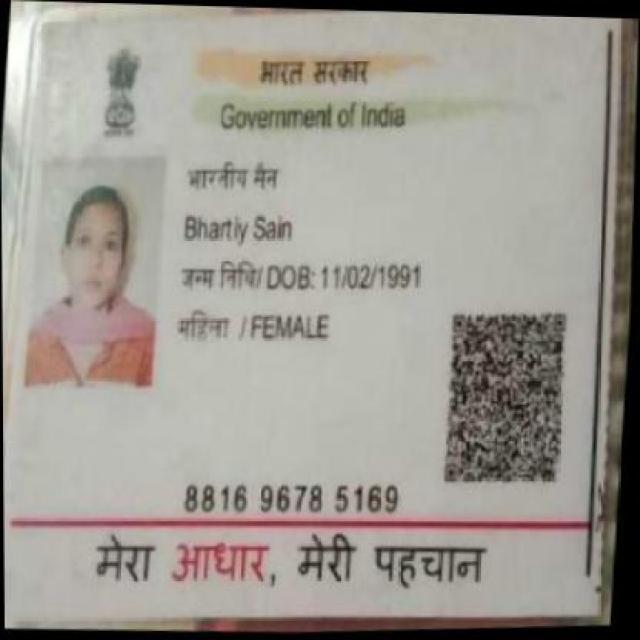 भारत सरकार
Government of India
भारतीय सैन
Bhartiy Sain
जन्म तिथि/ DOB: 11/02/1991
महिला / FEMALE
8816 9678 5169
मेरा आधार, मेरी पहचान